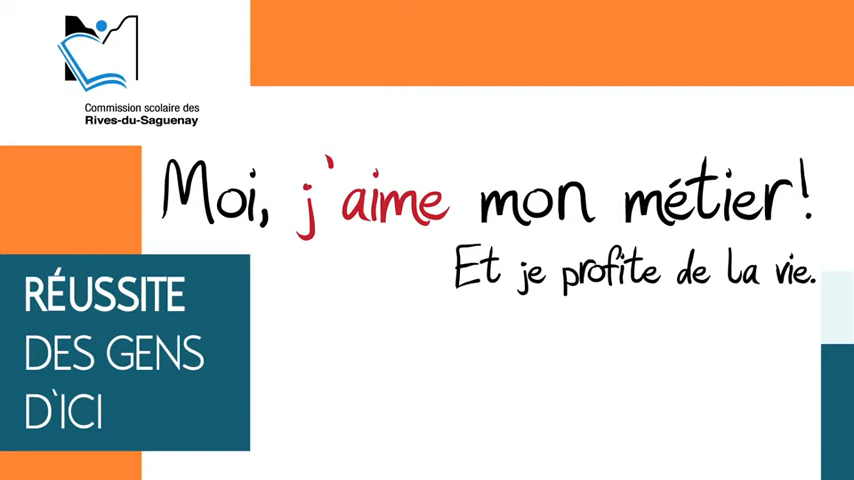 Commission scolaire des
Rives-du-Saguenay
Moi, j'aime mon métier!
Et je profite de la vie.
RÉUSSITE
DES GENS
D'ICI